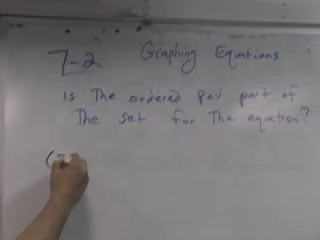 7-2 Graphing Equations
Is The ordered pair part of
The set for The equation?
(